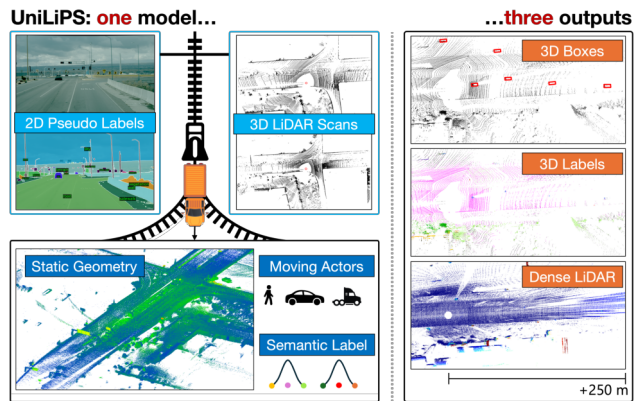 UniLiPS: one model…
…three outputs
2D Pseudo Labels
3D LiDAR Scans
Static Geometry
Moving Actors
Semantic Label
3D Boxes
3D Labels
Dense LiDAR
+250 m